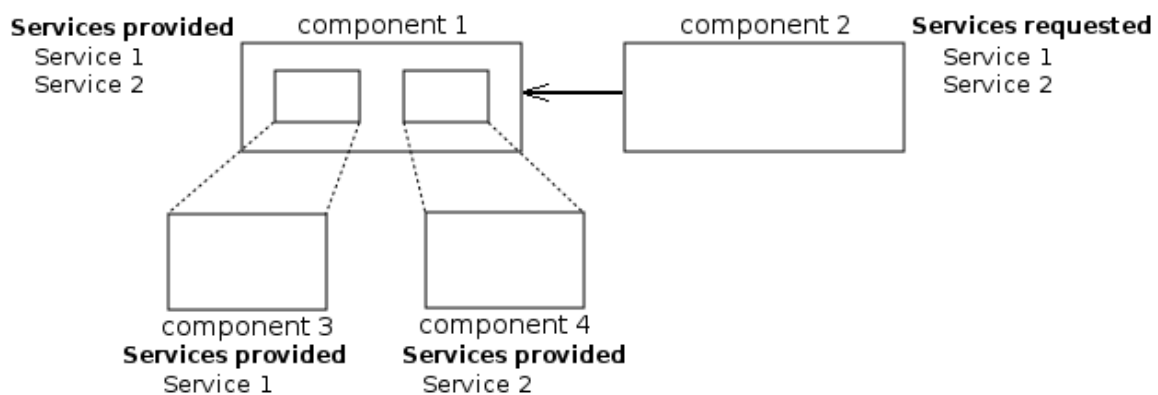 component 1
component 2
Services provided
Service 1
Service 2
Services requested
Service 1
Service 2
component 3
Services provided
Service 1
component 4
Services provided
Service 2